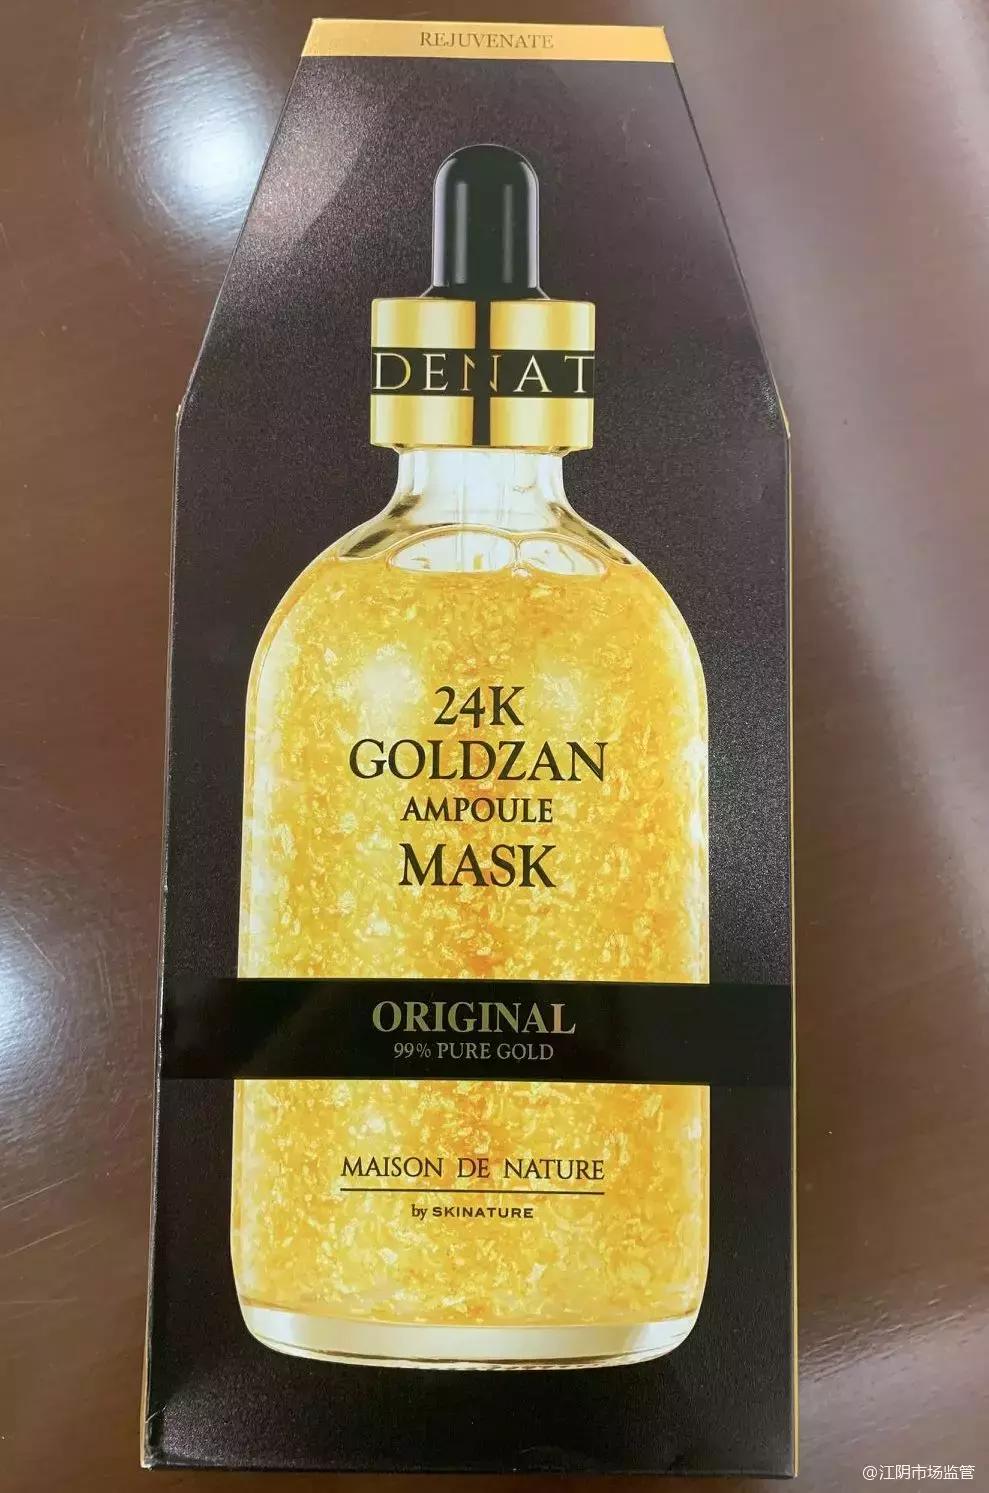 REJUVENATE
DENAT
24K
GOLDZAN
AMPOULE
MASK
ORIGINAL
99% PURE GOLD
MAISON DE NATURE
by SKINATURE
@江阴市场监管